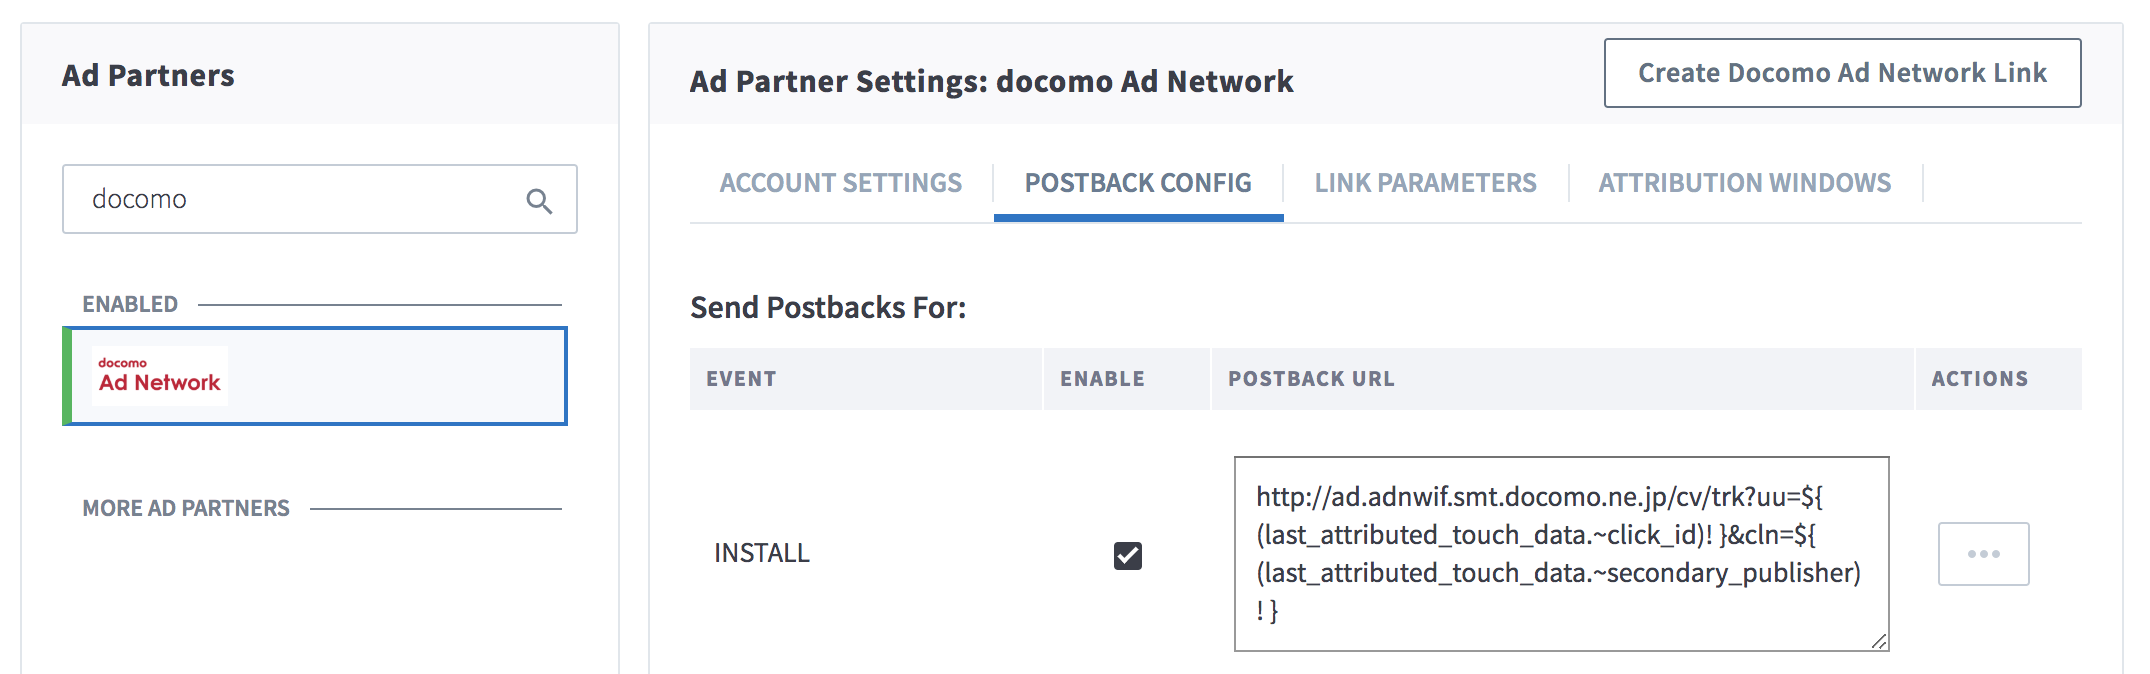 Ad Partners
docomo
ENABLED
docomo
Ad Network
MORE AD PARTNERS
Ad Partner Settings: docomo Ad Network
Create Docomo Ad Network Link
ACCOUNT SETTINGS
POSTBACK CONFIG
LINK PARAMETERS
ATTRIBUTION WINDOWS
Send Postbacks For:
EVENT
ENABLE
POSTBACK URL
ACTIONS
INSTALL
http://ad.adnwif.smt.docomo.ne.jp/cv/trk?uu=${
(last_attributed_touch_data.~click_id)! }&cln=${
(last_attributed_touch_data.~secondary_publisher)
! }